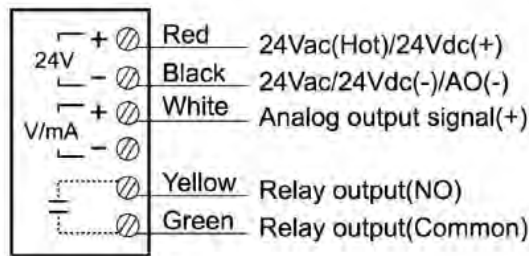 24V + Red 24Vac(Hot)/24Vdc(+)
− Black 24Vac/24Vdc(-)/AO(-)
V/mA + White Analog output signal(+)
−
Yellow Relay output(NO)
Green Relay output(Common)